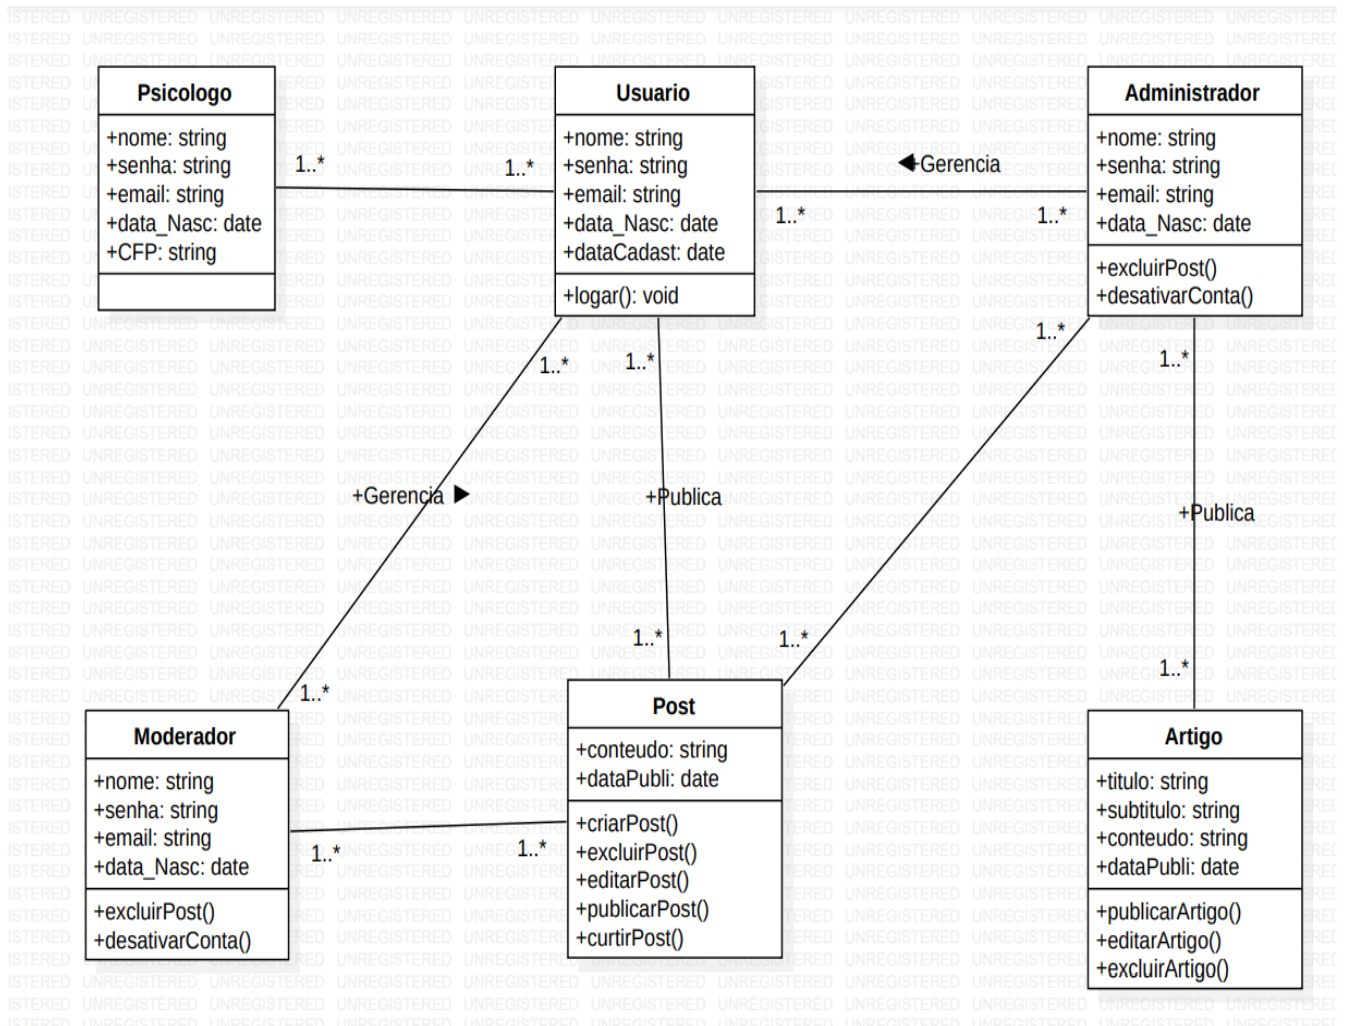 Psicologo
+nome: string
+senha: string
+email: string
+data_Nasc: date
+CFP: string
1..*
1..*
Usuario
+nome: string
+senha: string
+email: string
+data_Nasc: date
+dataCadast: date
+logar(): void
+Gerencia
1..*
1..*
Administrador
+nome: string
+senha: string
+email: string
+data_Nasc: date
+excluirPost()
+desativarConta()
1..*
1..*
1..*
1..*
+Gerencia
+Publica
+Publica
1..*
1..*
1..*
1..*
Moderador
+nome: string
+senha: string
+email: string
+data_Nasc: date
+excluirPost()
+desativarConta()
1..*
1..*
Post
+conteudo: string
+dataPubli: date
+criarPost()
+excluirPost()
+editarPost()
+publicarPost()
+curtirPost()
Artigo
+titulo: string
+subtitulo: string
+conteudo: string
+dataPubli: date
+publicarArtigo()
+editarArtigo()
+excluirArtigo()
UNREGISTERED